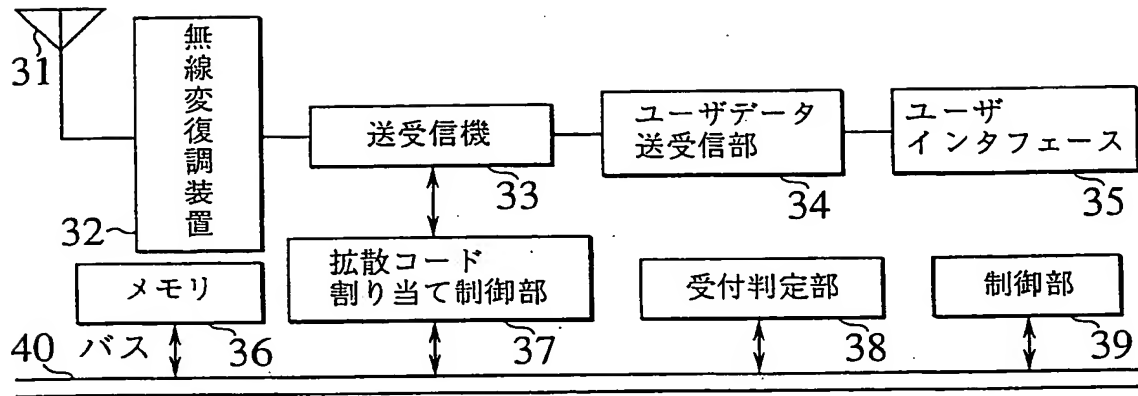 31
無線変復調装置
32
送受信機
33
ユーザデータ
送受信部
34
ユーザ
インタフェース
35
メモリ
36
拡散コード
割り当て制御部
37
受付判定部
38
制御部
39
40
バス